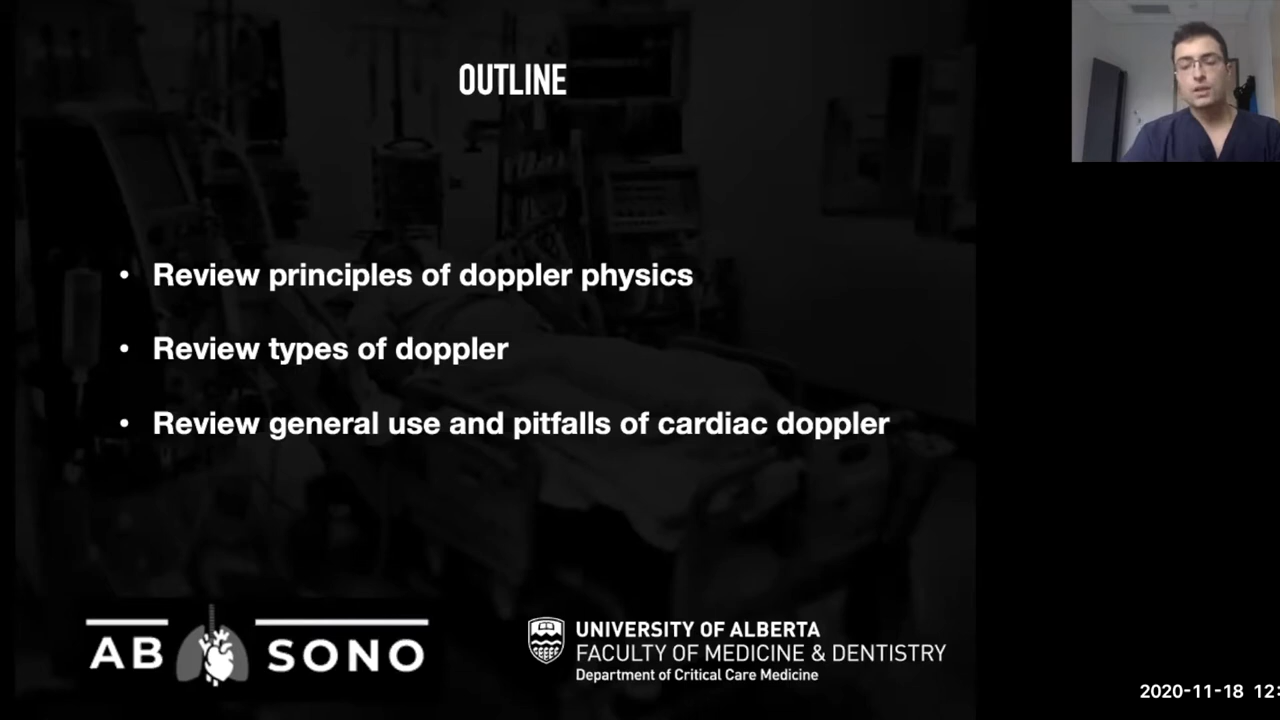 OUTLINE
• Review principles of doppler physics
• Review types of doppler
• Review general use and pitfalls of cardiac doppler
AB SONO
UNIVERSITY OF ALBERTA
FACULTY OF MEDICINE & DENTISTRY
Department of Critical Care Medicine
2020-11-18 12: